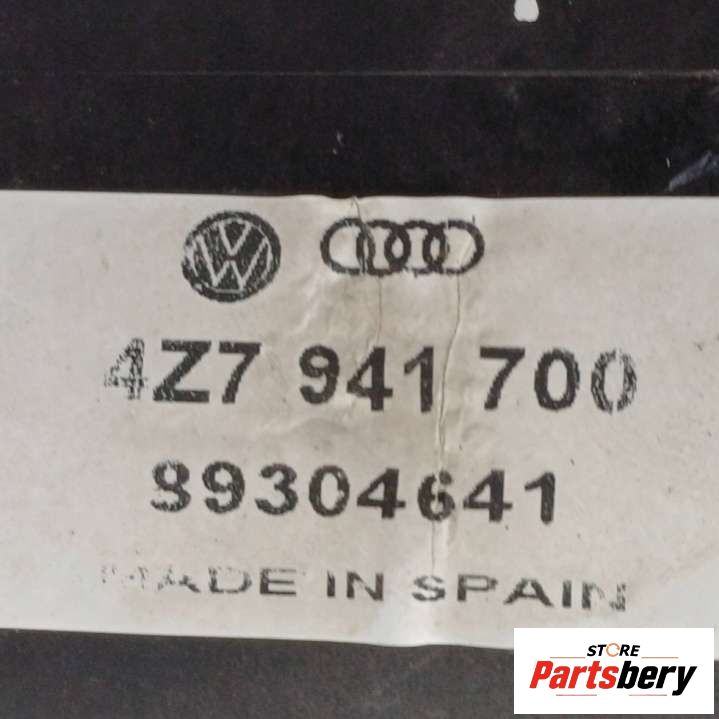 4Z7 941 700
89304641
MADE IN SPAIN
STORE
Partsbery